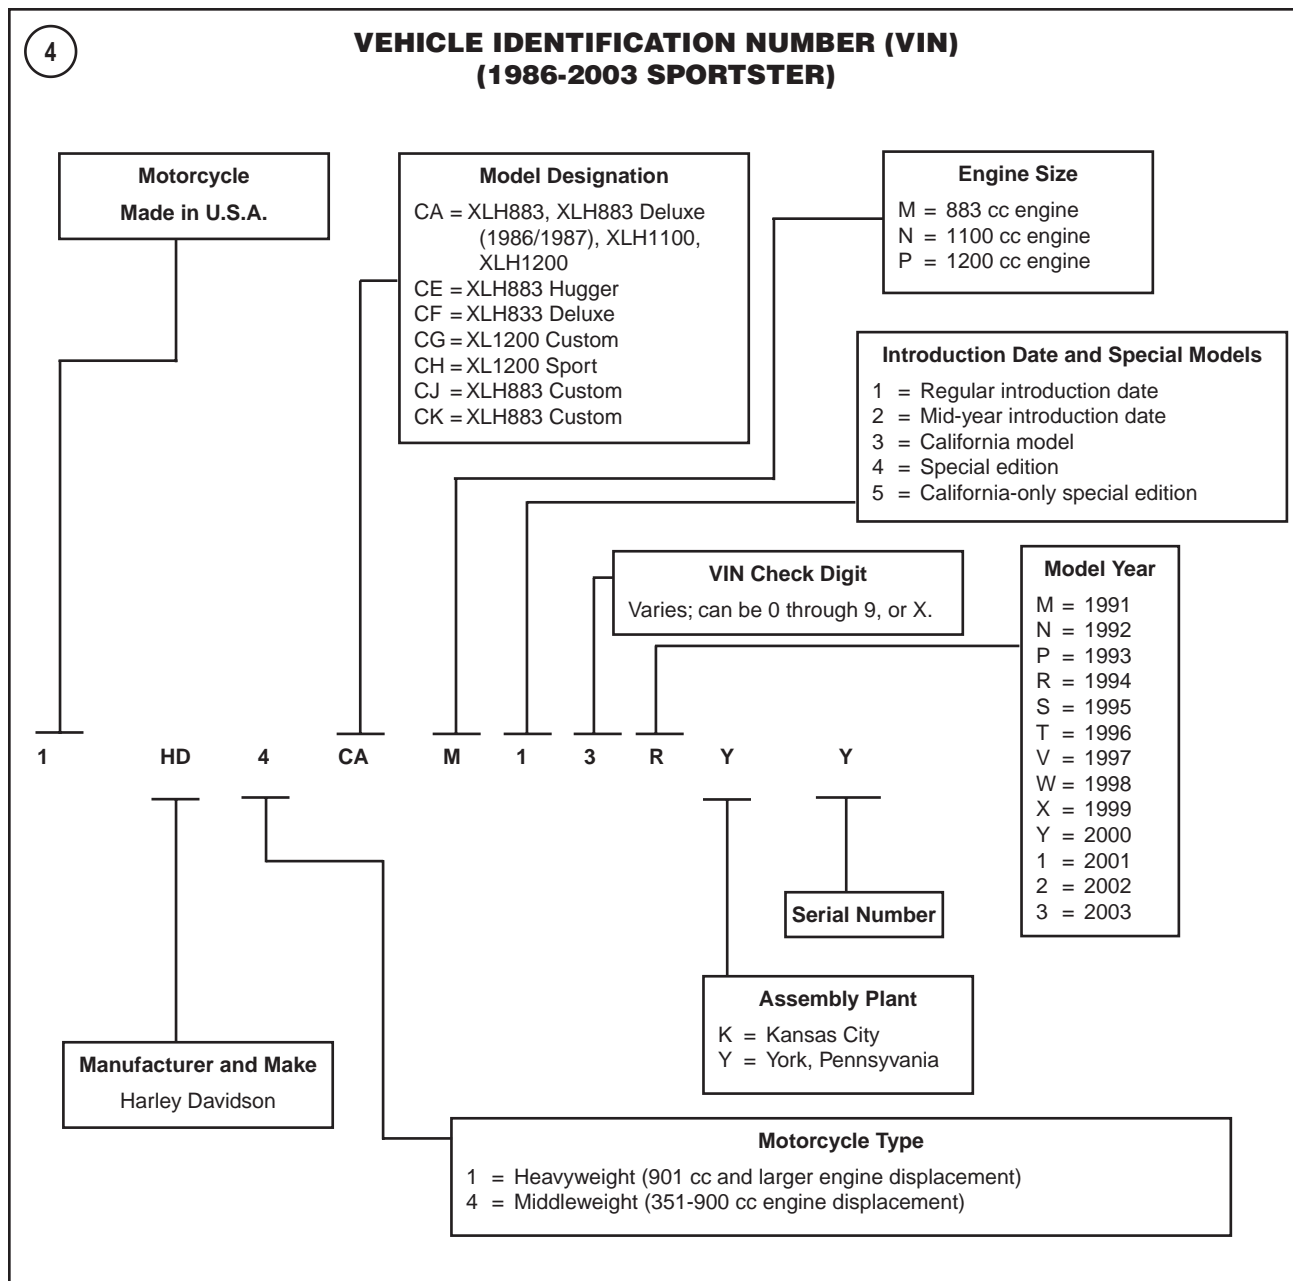 4
VEHICLE IDENTIFICATION NUMBER (VIN)
(1986-2003 SPORTSTER)
Motorcycle
Made in U.S.A.
Model Designation
CA = XLH883, XLH883 Deluxe
(1986/1987), XLH1100,
XLH1200
CE = XLH883 Hugger
CF = XLH833 Deluxe
CG = XL1200 Custom
CH = XL1200 Sport
CJ = XLH883 Custom
CK = XLH883 Custom
Engine Size
M = 883 cc engine
N = 1100 cc engine
P = 1200 cc engine
Introduction Date and Special Models
1 = Regular introduction date
2 = Mid-year introduction date
3 = California model
4 = Special edition
5 = California-only special edition
VIN Check Digit
Varies; can be 0 through 9, or X.
Model Year
M = 1991
N = 1992
P = 1993
R = 1994
S = 1995
T = 1996
V = 1997
W = 1998
X = 1999
Y = 2000
1 = 2001
2 = 2002
3 = 2003
1 HD 4 CA M 1 3 R Y Y
Serial Number
Assembly Plant
K = Kansas City
Y = York, Pennsyvania
Manufacturer and Make
Harley Davidson
Motorcycle Type
1 = Heavyweight (901 cc and larger engine displacement)
4 = Middleweight (351-900 cc engine displacement)